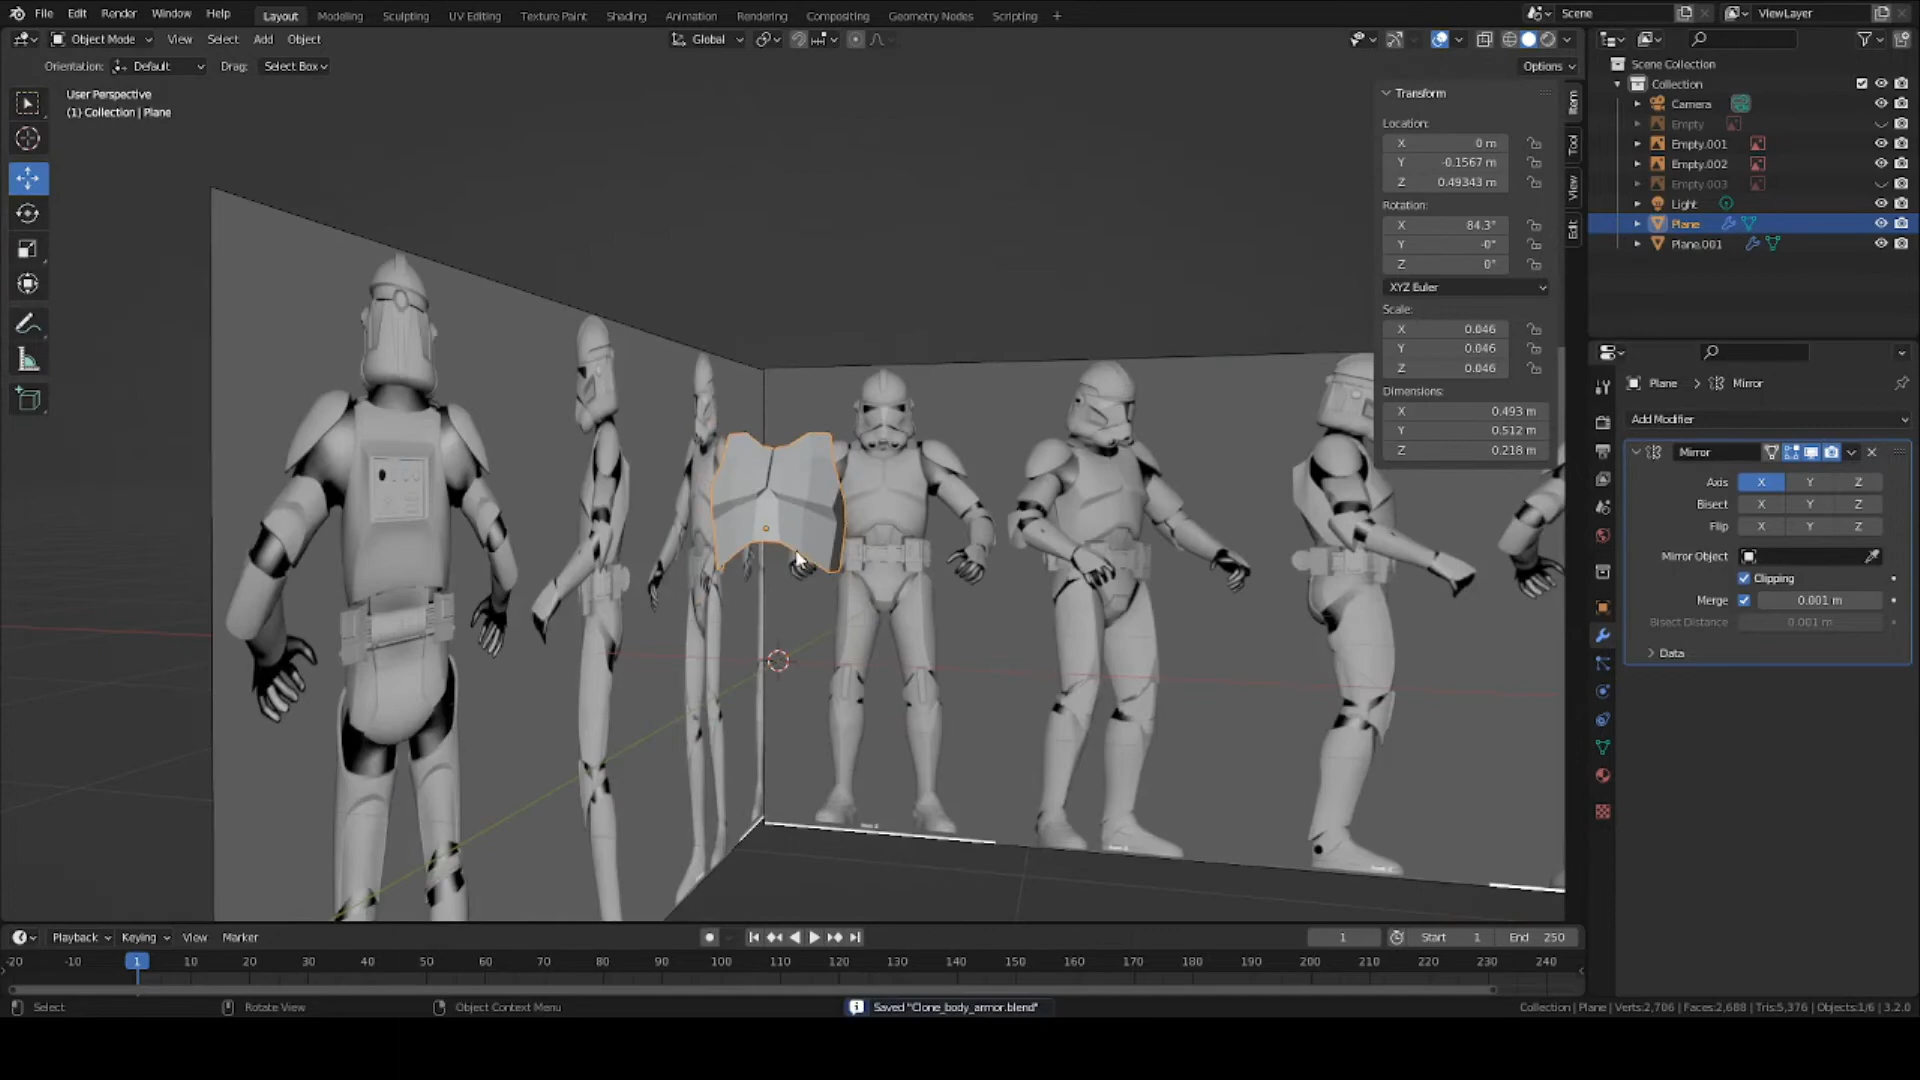 File Edit Render Window Help Layout Modeling Sculpting UV Editing Texture Paint Shading Animation Rendering Compositing Geometry Nodes Scripting + Scene ViewLayer
Object Mode View Select Add Object Global
Orientation: Default Drag: Select Box Options
User Perspective
(1) Collection | Plane
Transform
Location:
X 0 m
Y -0.1567 m
Z 0.49343 m
Rotation:
X 84.3°
Y -0°
Z 0°
XYZ Euler
Scale:
X 0.046
Y 0.046
Z 0.046
Dimensions:
X 0.493 m
Y 0.512 m
Z 0.218 m
Item
Tool
View
Edit
Scene Collection
Collection
Camera
Empty
Empty.001
Empty.002
Empty.003
Light
Plane
Plane.001
Plane > Mirror
Add Modifier
Mirror
Axis X Y Z
Bisect X Y Z
Flip X Y Z
Mirror Object
Clipping
Merge 0.001 m
Bisect Distance 0.001 m
Data
Playback Keying View Marker 1 Start 1 End 250
-20 -10 1 10 20 30 40 50 60 70 80 90 100 110 120 130 140 150 160 170 180 190 200 210 220 230 240
Select Rotate View Object Context Menu Saved "Clone_body_armor.blend" Collection | Plane | Verts:2,706 | Faces:2,688 | Tris:5,376 | Objects:1/6 | 3.2.0